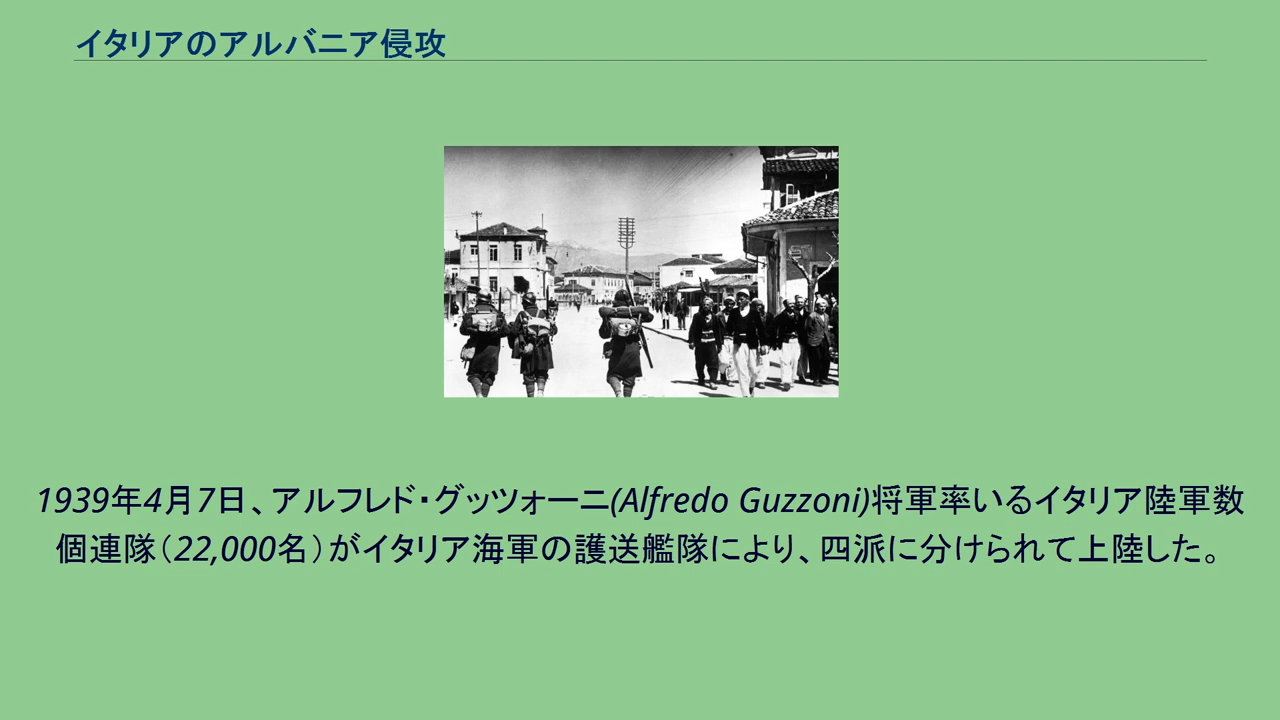 イタリアのアルバニア侵攻
1939年4月7日、アルフレド・グッツォーニ(Alfredo Guzzoni)将軍率いるイタリア陸軍数
個連隊（22,000名）がイタリア海軍の護送艦隊により、四派に分けられて上陸した。